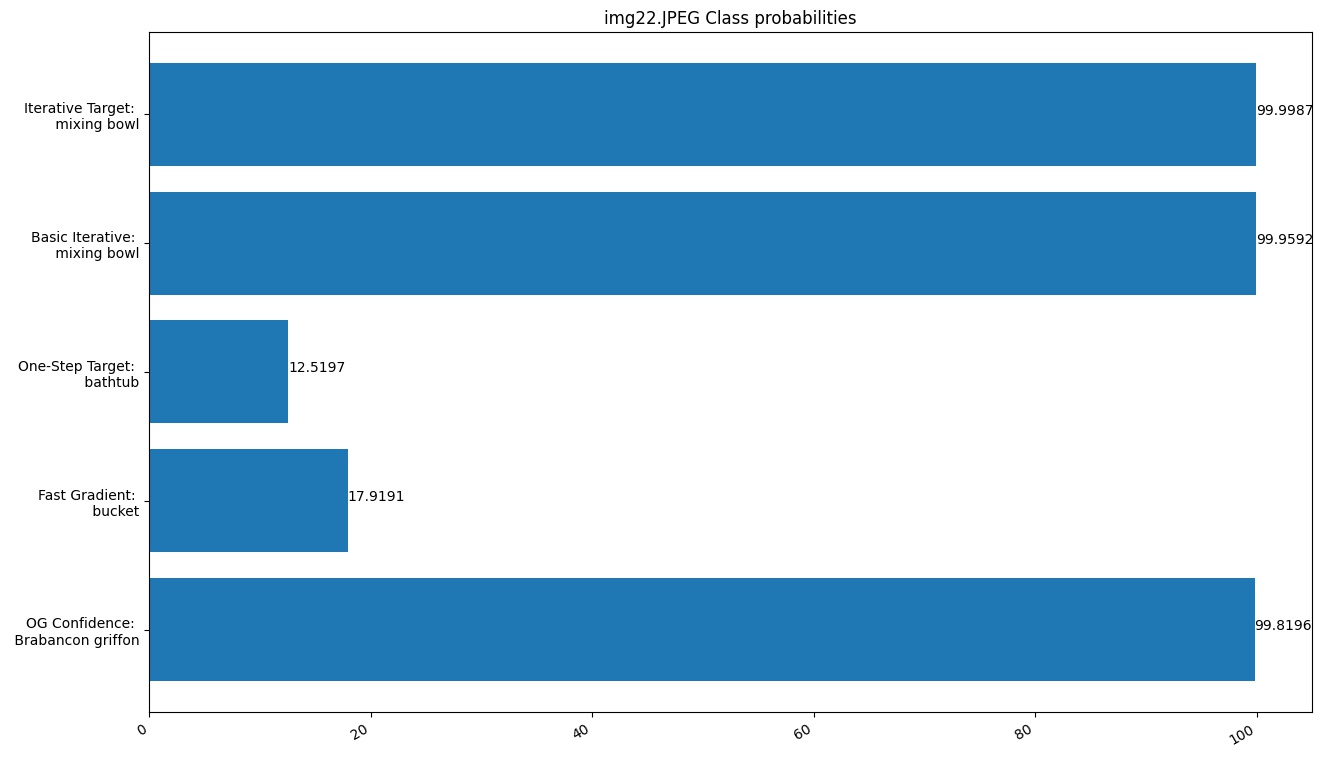 img22.JPEG Class probabilities
Iterative Target:
mixing bowl
99.9987
Basic Iterative:
mixing bowl
99.9592
One-Step Target:
bathtub
12.5197
Fast Gradient:
bucket
17.9191
OG Confidence:
Brabancon griffon
99.8196
0
20
40
60
80
100